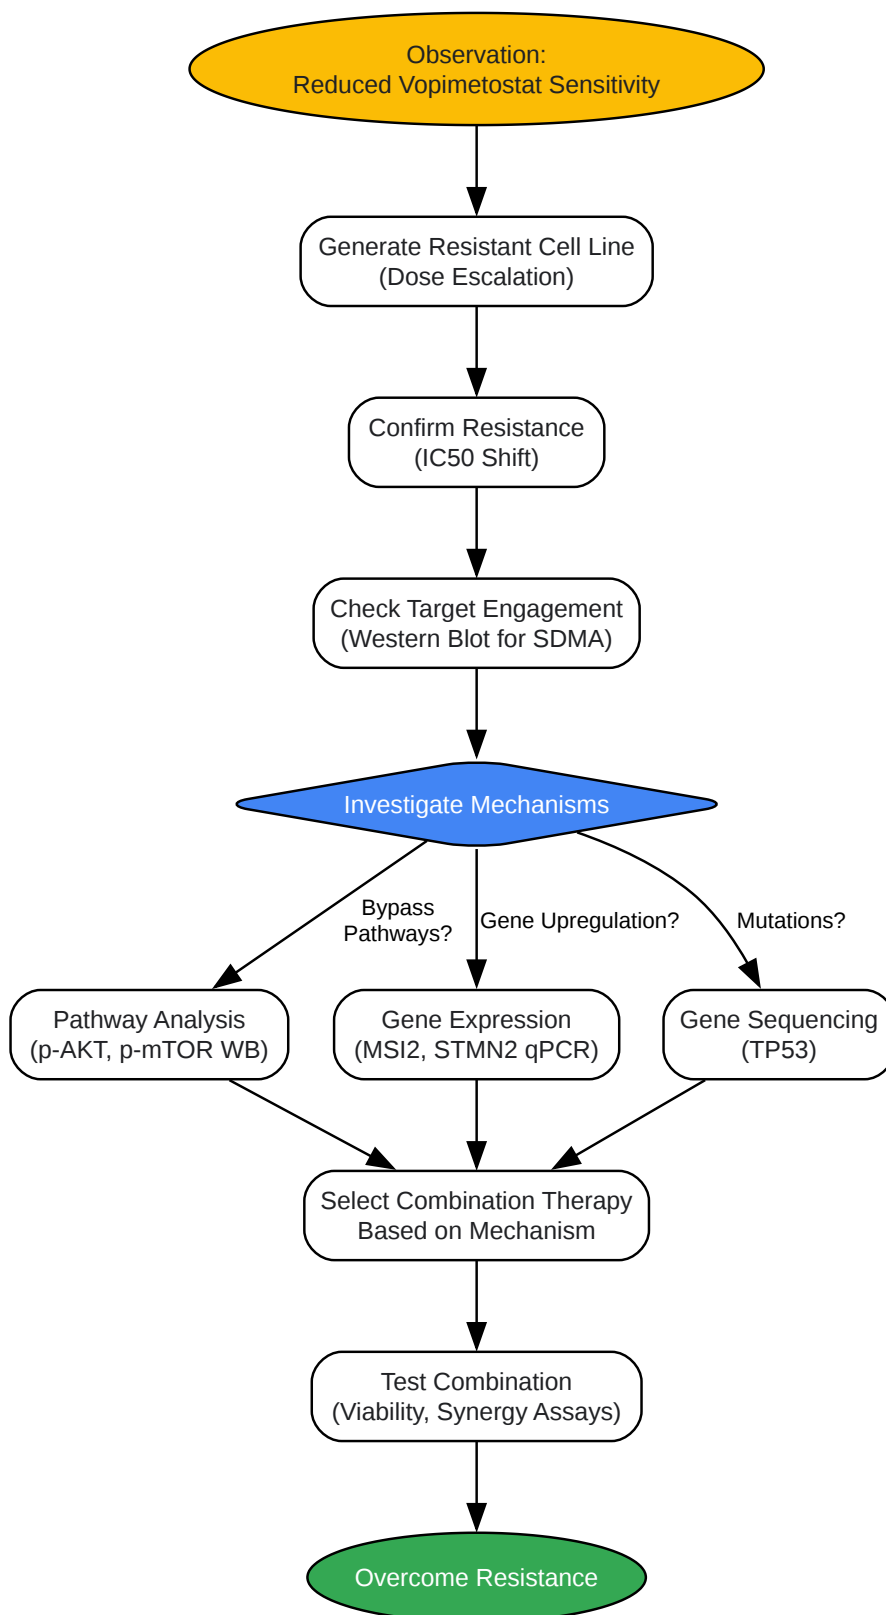 Observation:
Reduced Vopimetostat Sensitivity
Generate Resistant Cell Line
(Dose Escalation)
Confirm Resistance
(IC50 Shift)
Check Target Engagement
(Western Blot for SDMA)
Investigate Mechanisms
Bypass
Pathways?
Gene Upregulation?
Mutations?
Pathway Analysis
(p-AKT, p-mTOR WB)
Gene Expression
(MSI2, STMN2 qPCR)
Gene Sequencing
(TP53)
Select Combination Therapy
Based on Mechanism
Test Combination
(Viability, Synergy Assays)
Overcome Resistance